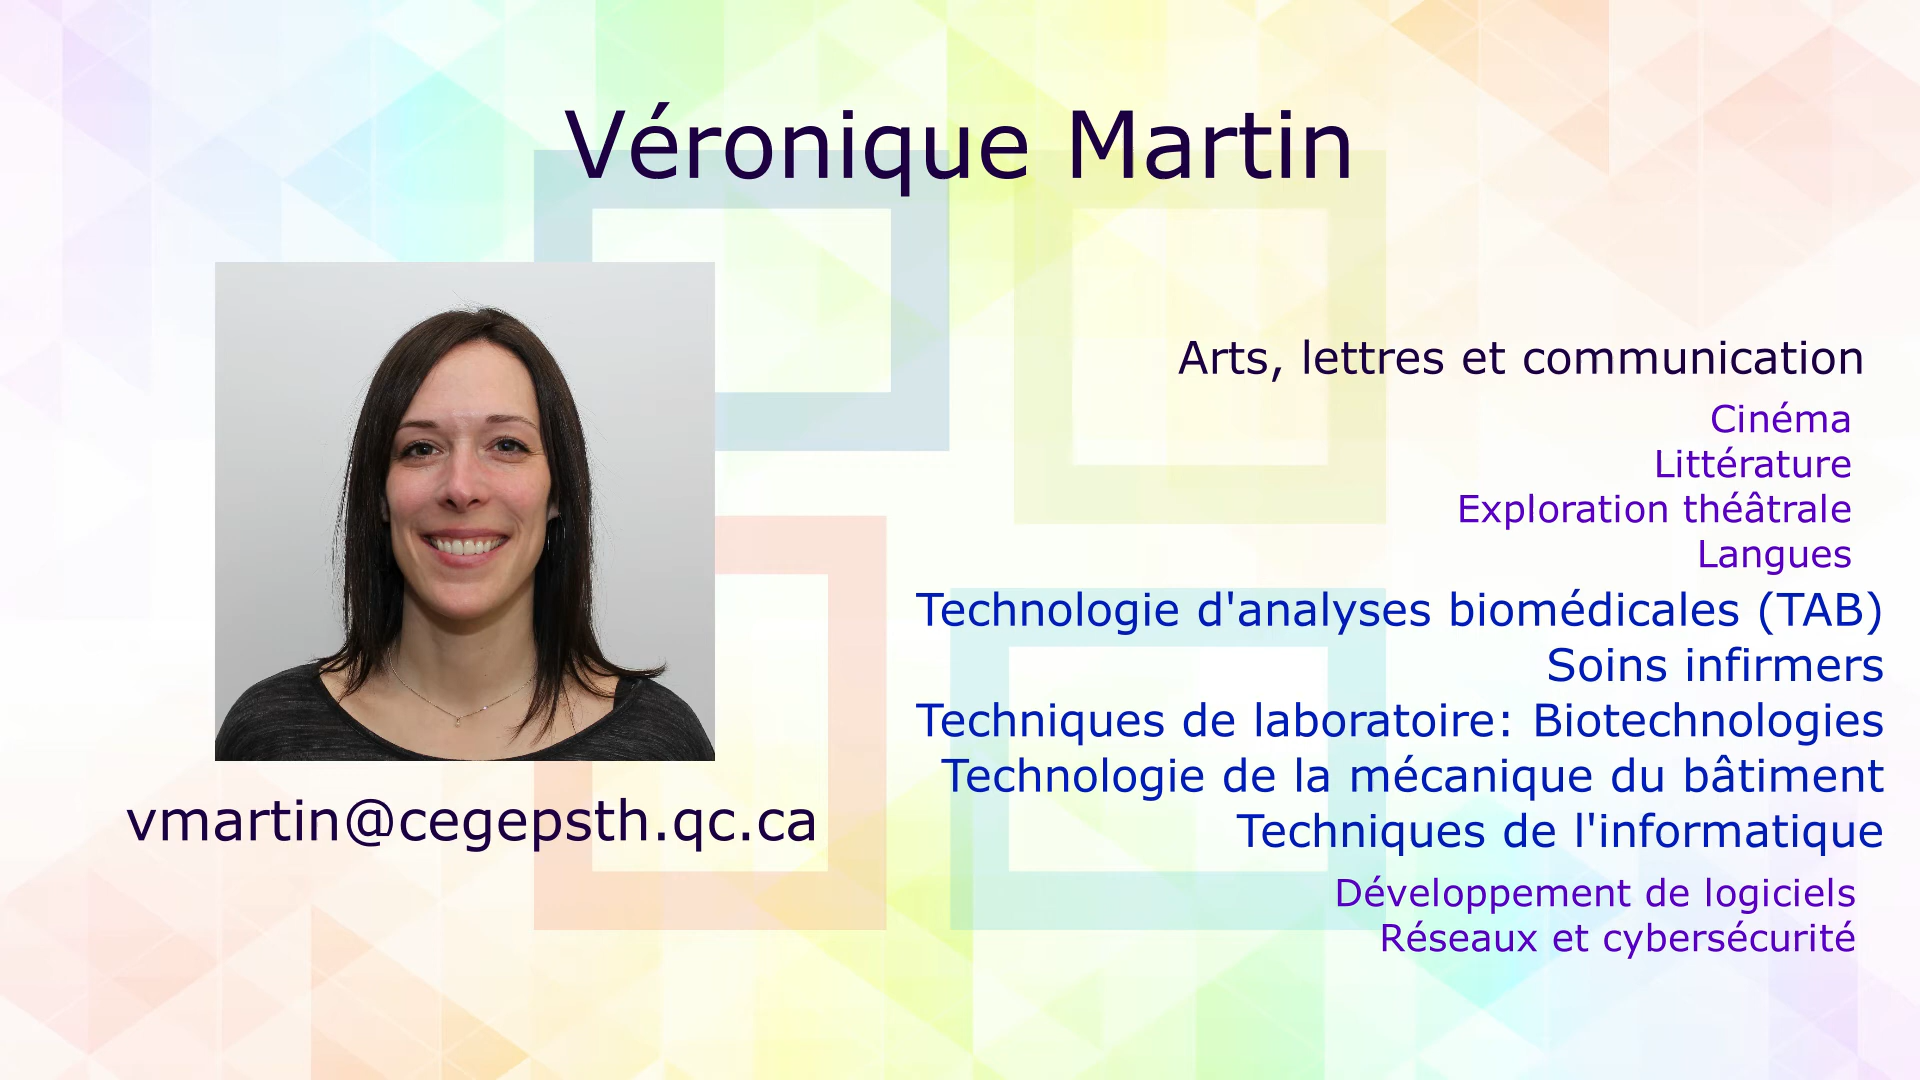 Véronique Martin
vmartin@cegepsth.qc.ca
Arts, lettres et communication
Cinéma
Littérature
Exploration théâtrale
Langues
Technologie d'analyses biomédicales (TAB)
Soins infirmers
Techniques de laboratoire: Biotechnologies
Technologie de la mécanique du bâtiment
Techniques de l'informatique
Développement de logiciels
Réseaux et cybersécurité